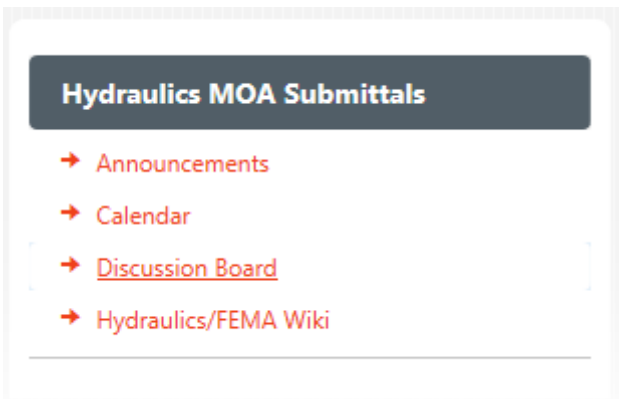 Hydraulics MOA Submittals
Announcements
Calendar
Discussion Board
Hydraulics/FEMA Wiki